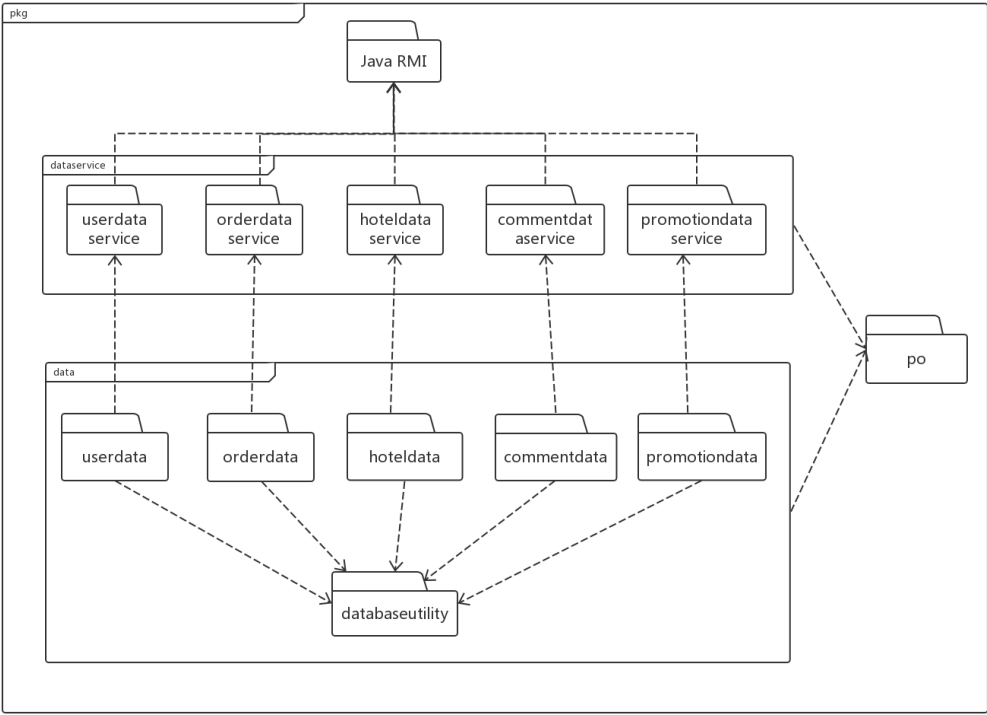 pkg
Java RMI
dataservice
userdata
service
orderdata
service
hoteldata
service
commentdat
aservice
promotiondata
service
po
data
userdata
orderdata
hoteldata
commentdata
promotiondata
databaseutility